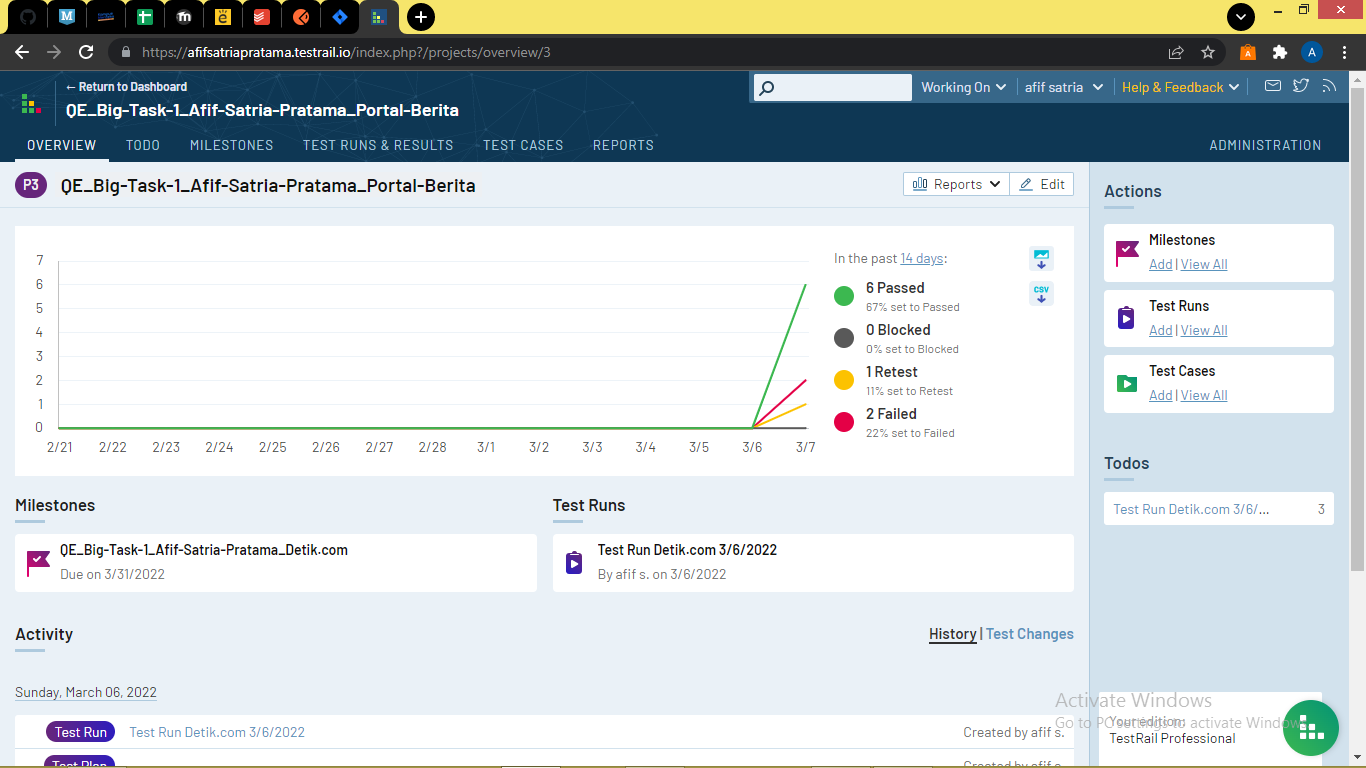 https://afifsatriapratama.testrail.io/index.php?/projects/overview/3
A
← Return to Dashboard
QE_Big-Task-1_Afif-Satria-Pratama_Portal-Berita
Working On
afif satria
Help & Feedback
OVERVIEW
TODO
MILESTONES
TEST RUNS & RESULTS
TEST CASES
REPORTS
ADMINISTRATION
P3
QE_Big-Task-1_Afif-Satria-Pratama_Portal-Berita
Reports
Edit
7
6
5
4
3
2
1
0
2/21 2/22 2/23 2/24 2/25 2/26 2/27 2/28 3/1 3/2 3/3 3/4 3/5 3/6 3/7
In the past 14 days:
6 Passed
67% set to Passed
0 Blocked
0% set to Blocked
1 Retest
11% set to Retest
2 Failed
22% set to Failed
CSV
Actions
Milestones
Add | View All
Test Runs
Add | View All
Test Cases
Add | View All
Todos
Test Run Detik.com 3/6/... 3
Milestones
QE_Big-Task-1_Afif-Satria-Pratama_Detik.com
Due on 3/31/2022
Test Runs
Test Run Detik.com 3/6/2022
By afif s. on 3/6/2022
Activity
History | Test Changes
Sunday, March 06, 2022
Test Run
Test Run Detik.com 3/6/2022
Created by afif s.
Test Plan
Created by afif s.
Your edition:
TestRail Professional
Activate Windows
Go to PC settings to activate Windows.